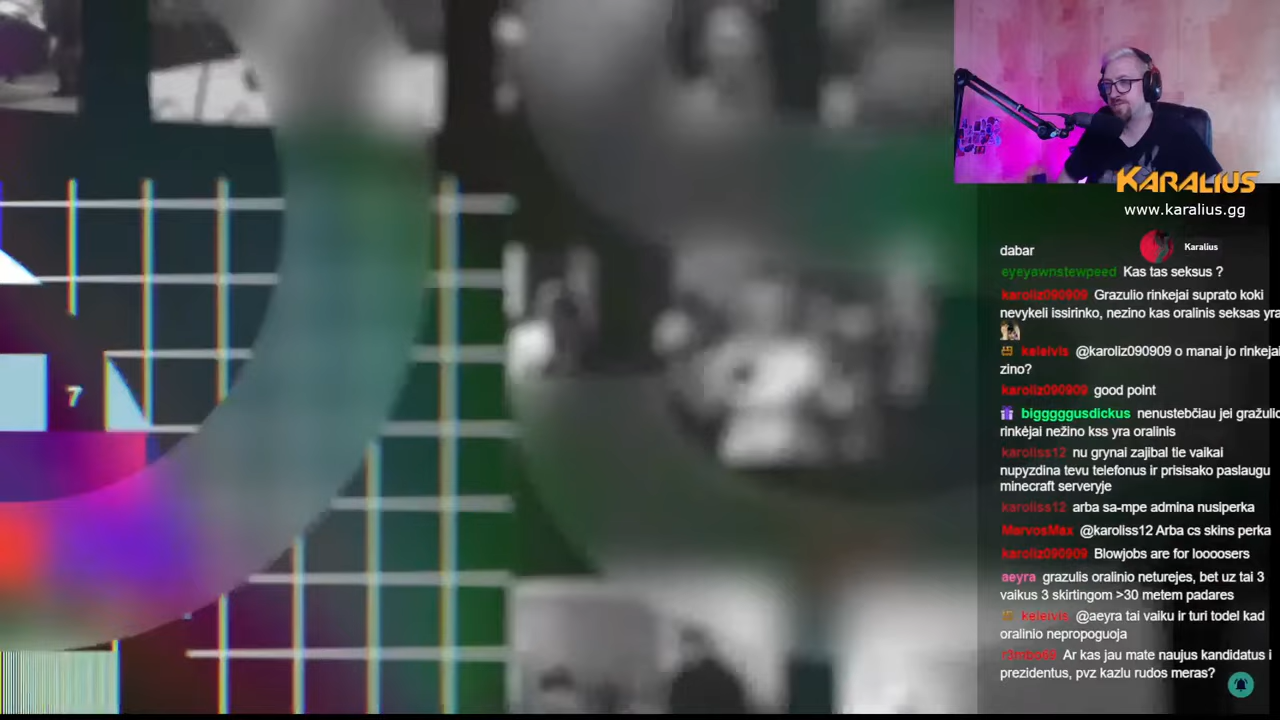 KARALIUS
www.karalius.gg
Karalius
dabar
eyeyawnstewpeed Kas tas seksus ?
karoliz090909 Grazulio rinkejai suprato koki
nevykeli issirinko, nezino kas oralinis seksas yra
keleivis @karoliz090909 o manai jo rinkejai
zino?
karoliz090909 good point
bigggggusdickus nenustebčiau jei gražulio
rinkėjai nežino kss yra oralinis
karoliss12 nu grynai zajibal tie vaikai
nupyzdina tevu telefonus ir prisisako paslaugu
minecraft serveryje
karoliss12 arba sa-mpe admina nusiperka
MarvosMax @karoliss12 Arba cs skins perka
karoliz090909 Blowjobs are for loooosers
aeyra grazulis oralinio neturejes, bet uz tai 3
vaikus 3 skirtingom >30 metem padares
keleivis @aeyra tai vaiku ir turi todel kad
oralinio nepropoguoja
Ar kas jau mate naujus kandidatus i
prezidentus, pvz kazlu rudos meras?
7